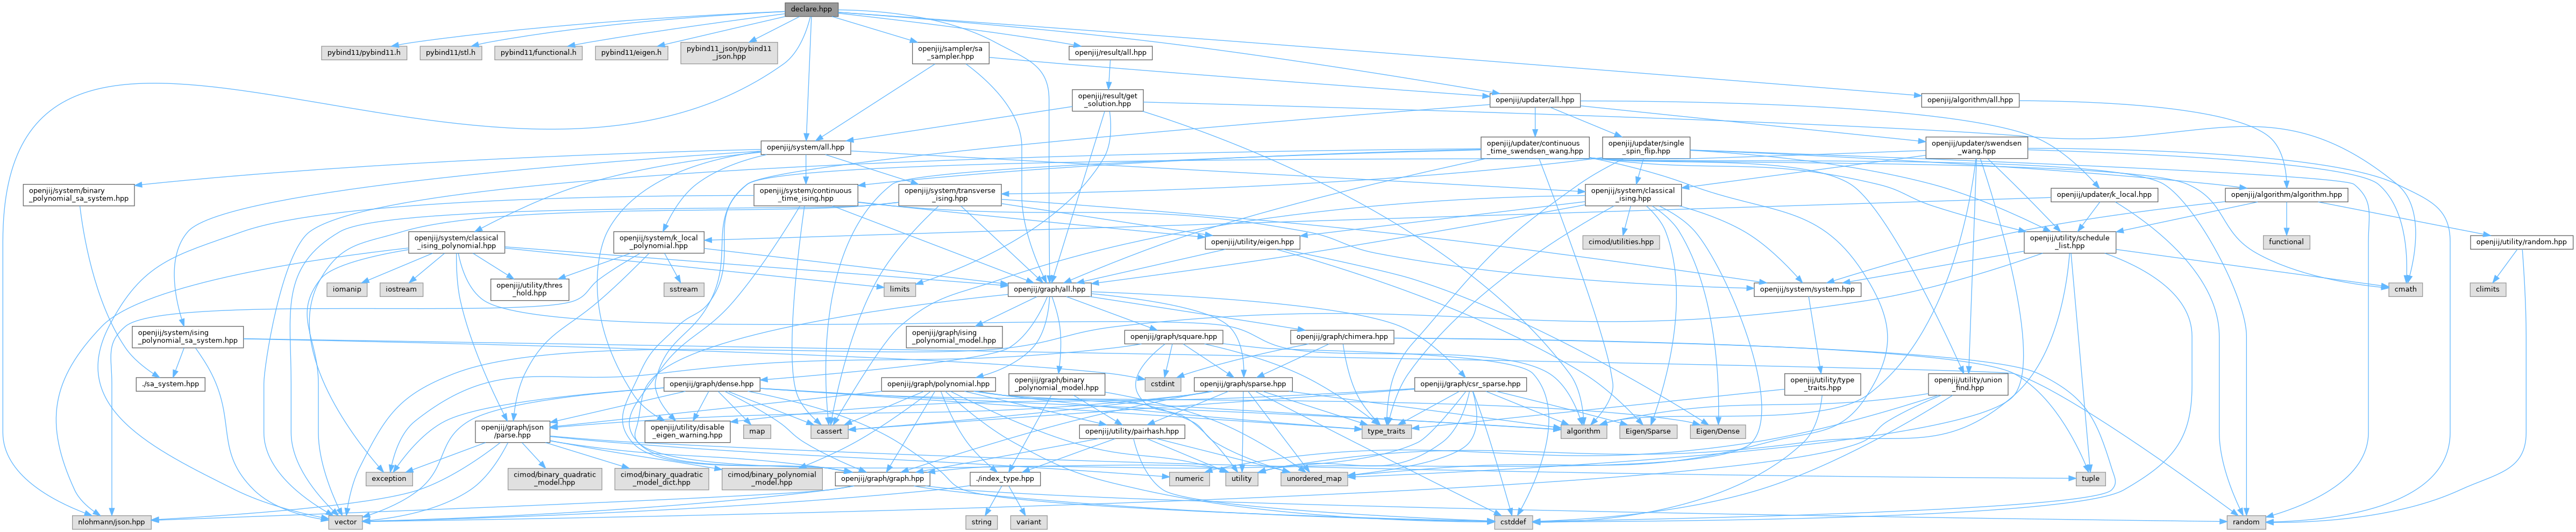 declare.hpp
pybind11/pybind11.h
pybind11/stl.h
pybind11/functional.h
pybind11/eigen.h
pybind11_json/pybind11
_json.hpp
openjij/sampler/sa
_sampler.hpp
openjij/result/all.hpp
openjij/result/get
_solution.hpp
openjij/updater/all.hpp
openjij/algorithm/all.hpp
openjij/system/all.hpp
openjij/updater/continuous
_time_swendsen_wang.hpp
openjij/updater/single
_spin_flip.hpp
openjij/updater/swendsen
_wang.hpp
openjij/system/binary
_polynomial_sa_system.hpp
openjij/system/continuous
_time_ising.hpp
openjij/system/transverse
_ising.hpp
openjij/system/classical
_ising.hpp
openjij/updater/k_local.hpp
openjij/algorithm/algorithm.hpp
openjij/system/classical
_ising_polynomial.hpp
openjij/system/k_local
_polynomial.hpp
openjij/utility/eigen.hpp
cimod/utilities.hpp
openjij/utility/schedule
_list.hpp
functional
openjij/utility/random.hpp
iomanip
iostream
openjij/utility/thres
_hold.hpp
sstream
limits
openjij/graph/all.hpp
openjij/system/system.hpp
cmath
climits
openjij/system/ising
_polynomial_sa_system.hpp
openjij/graph/ising
_polynomial_model.hpp
openjij/graph/square.hpp
openjij/graph/chimera.hpp
./sa_system.hpp
openjij/graph/dense.hpp
openjij/graph/polynomial.hpp
openjij/graph/binary
_polynomial_model.hpp
cstdint
openjij/graph/sparse.hpp
openjij/graph/csr_sparse.hpp
openjij/utility/type
_traits.hpp
openjij/utility/union
_find.hpp
openjij/graph/json
/parse.hpp
openjij/utility/disable
_eigen_warning.hpp
map
cassert
openjij/utility/pairhash.hpp
type_traits
algorithm
Eigen/Sparse
Eigen/Dense
exception
cimod/binary_quadratic
_model.hpp
cimod/binary_quadratic
_model_dict.hpp
cimod/binary_polynomial
_model.hpp
openjij/graph/graph.hpp
./index_type.hpp
numeric
utility
unordered_map
tuple
nlohmann/json.hpp
vector
string
variant
cstddef
random